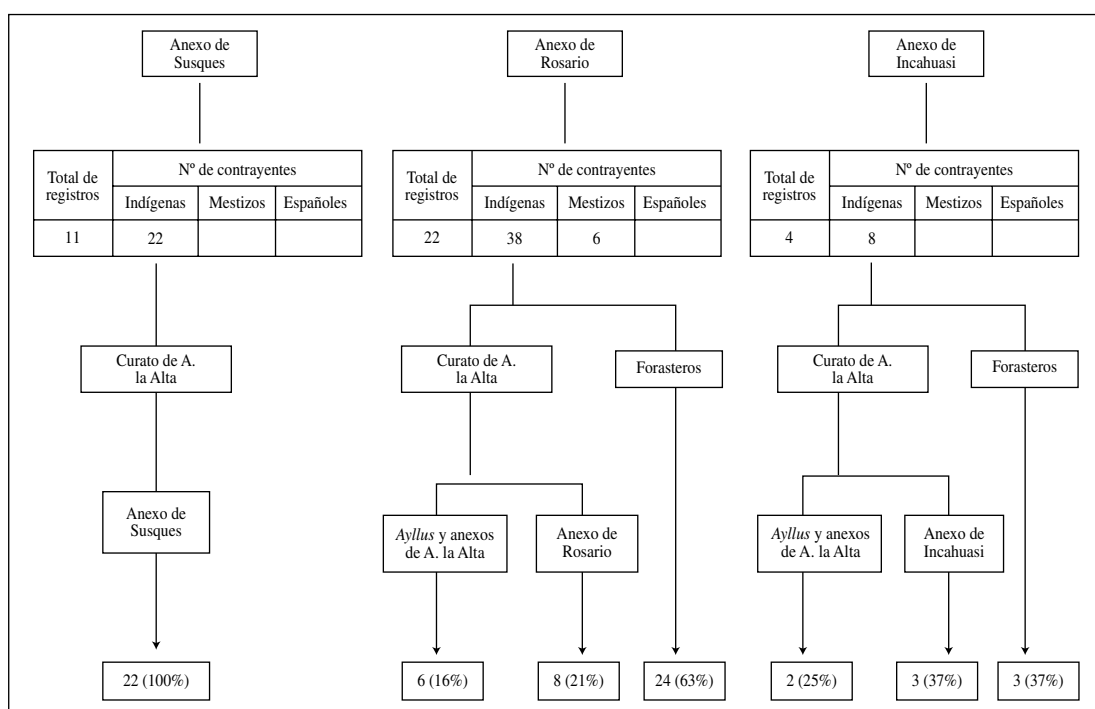 Anexo de
Susques
Total de
registros
Nº de contrayentes
Indígenas Mestizos Españoles
11 22
Curato de A.
la Alta
Anexo de
Susques
22 (100%)
Anexo de
Rosario
Total de
registros
Nº de contrayentes
Indígenas Mestizos Españoles
22 38 6
Curato de A.
la Alta
Forasteros
Ayllus y anexos
de A. la Alta
Anexo de
Rosario
6 (16%) 8 (21%) 24 (63%)
Anexo de
Incahuasi
Total de
registros
Nº de contrayentes
Indígenas Mestizos Españoles
4 8
Curato de A.
la Alta
Forasteros
Ayllus y anexos
de A. la Alta
Anexo de
Incahuasi
2 (25%) 3 (37%) 3 (37%)